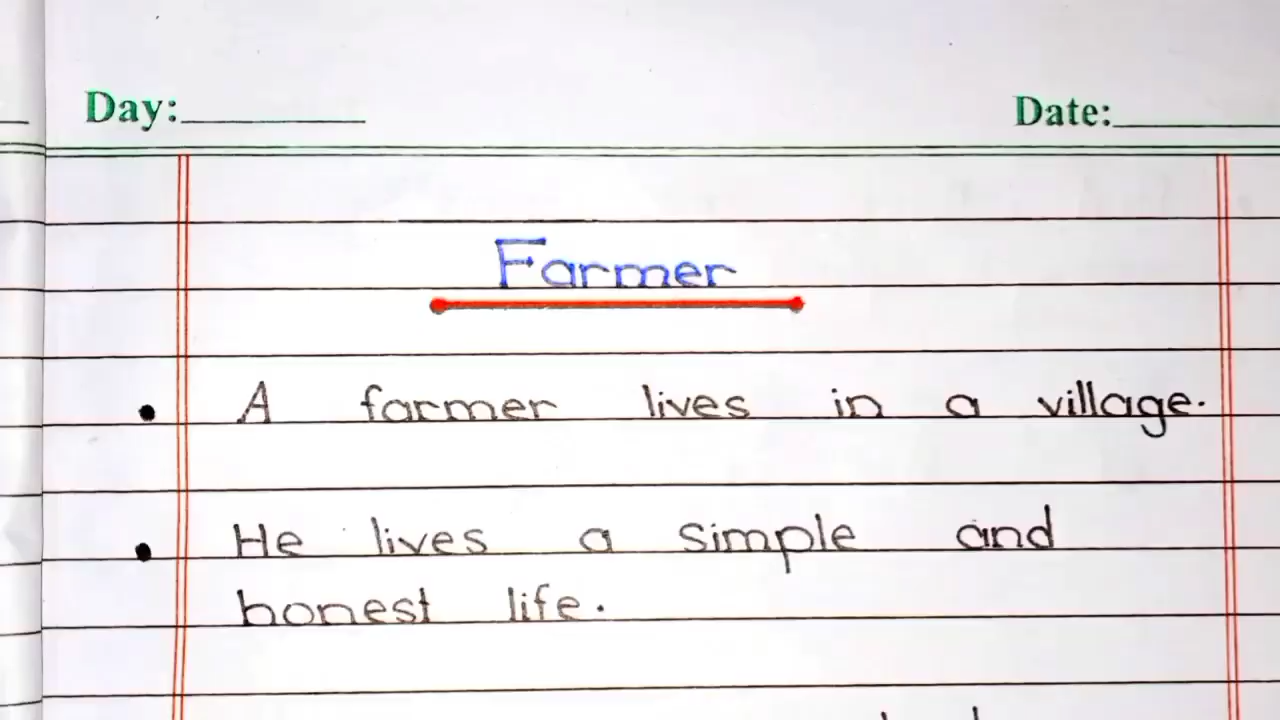 Day:
Date:
Farmer
• A farmer lives in a village.
• He lives a simple and
honest life.